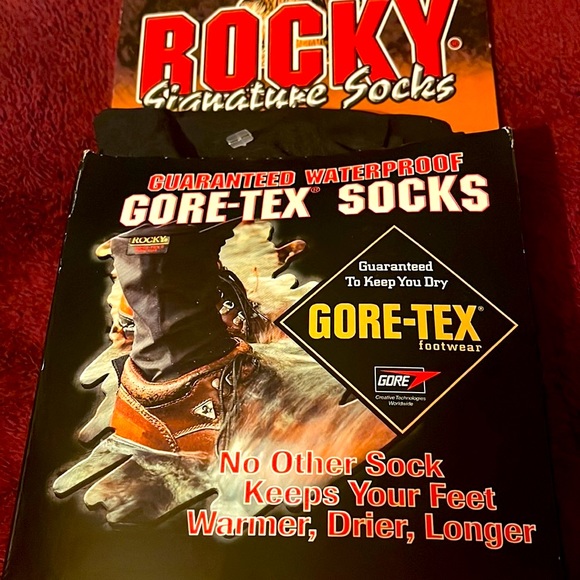 ROCKY®
Signature Socks
GUARANTEED WATERPROOF
GORE-TEX® SOCKS
ROCKY
Guaranteed
To Keep You Dry
GORE-TEX®
footwear
GORE
Creative Technologies
Worldwide
No Other Sock
Keeps Your Feet
Warmer, Drier, Longer